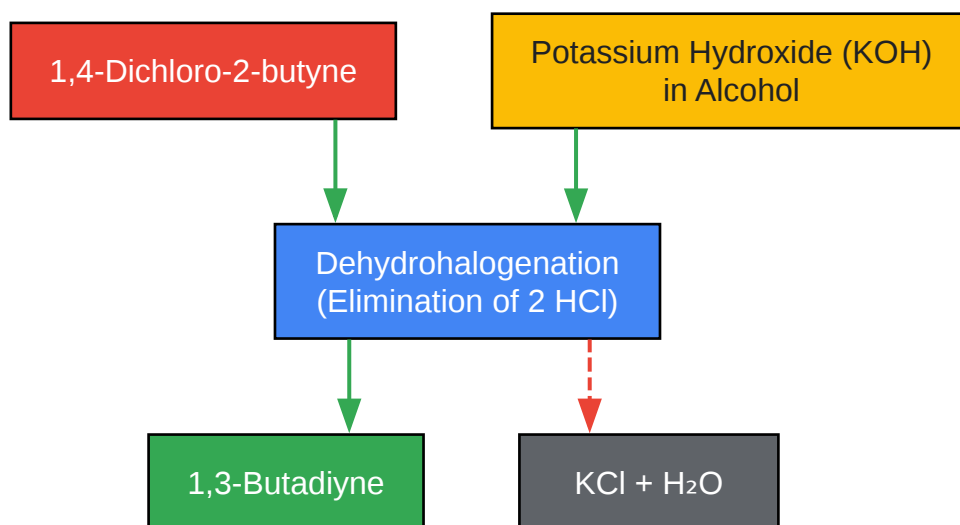 1,4-Dichloro-2-butyne
Potassium Hydroxide (KOH)
in Alcohol
Dehydrohalogenation
(Elimination of 2 HCl)
1,3-Butadiyne
KCl + H₂O